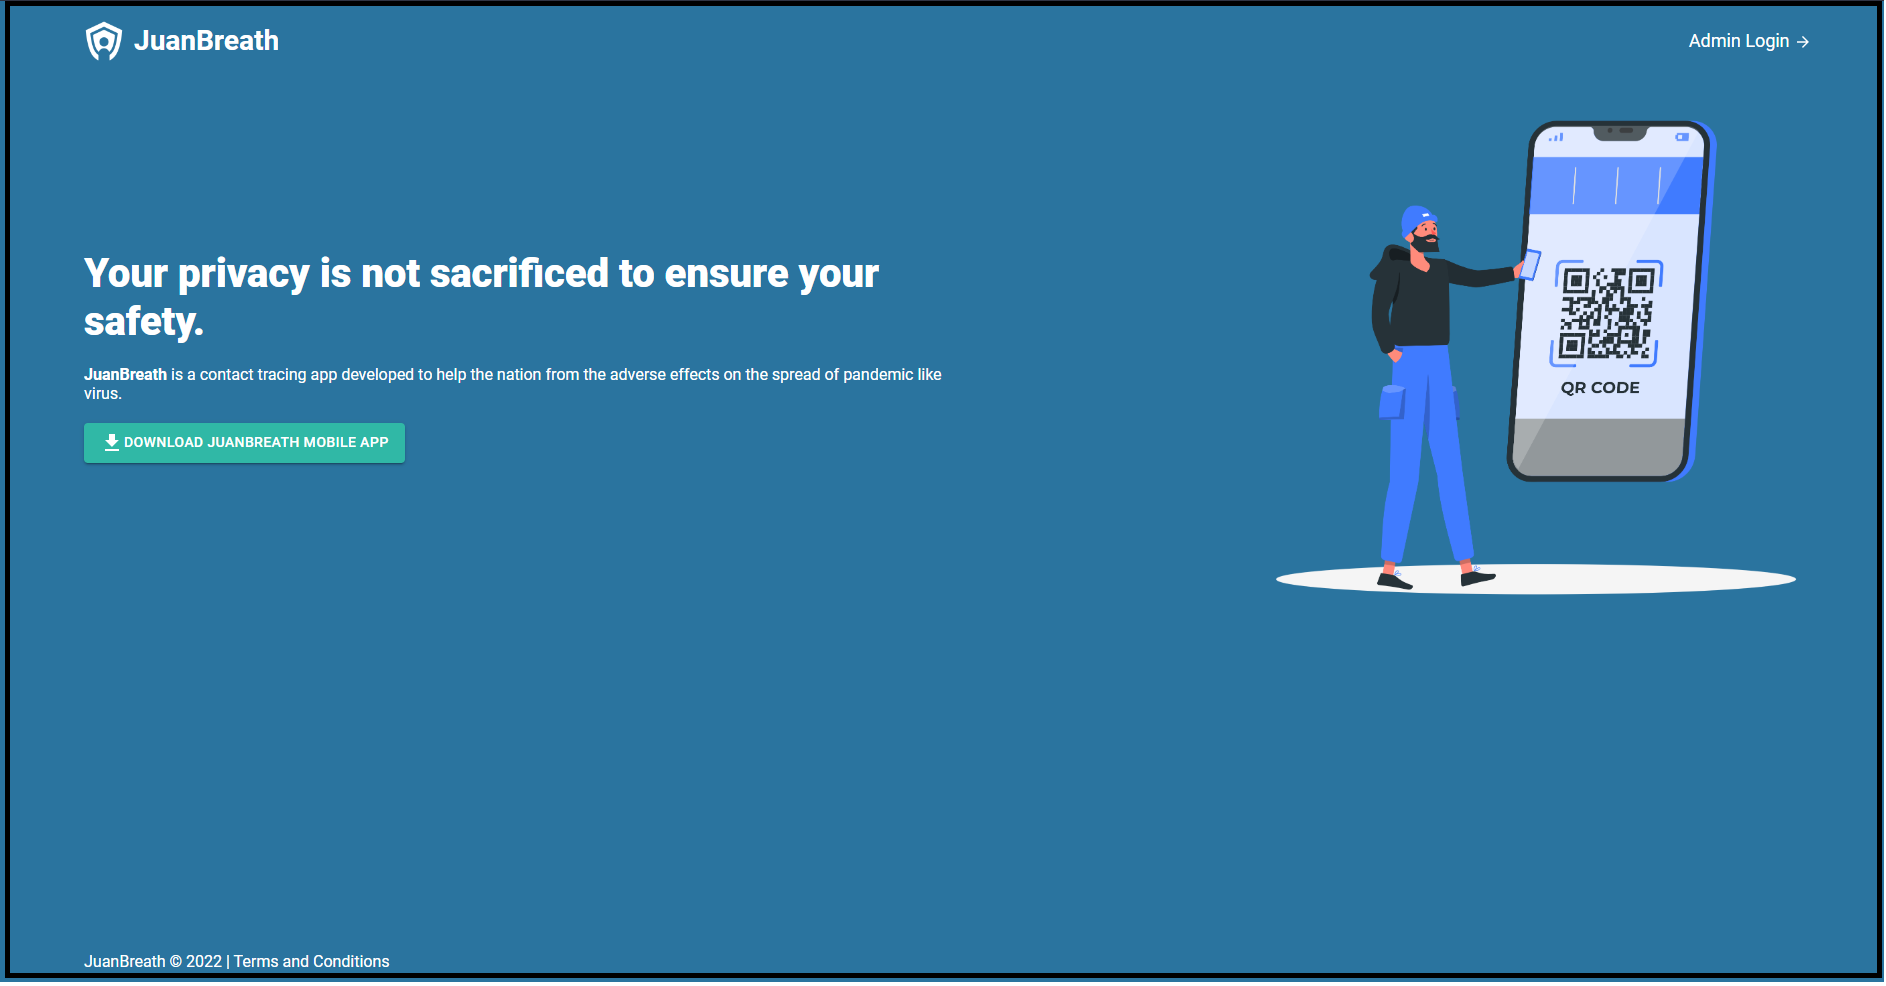 JuanBreath
Admin Login →
Your privacy is not sacrificed to ensure your
safety.
JuanBreath is a contact tracing app developed to help the nation from the adverse effects on the spread of pandemic like
virus.
DOWNLOAD JUANBREATH MOBILE APP
QR CODE
JuanBreath © 2022 | Terms and Conditions